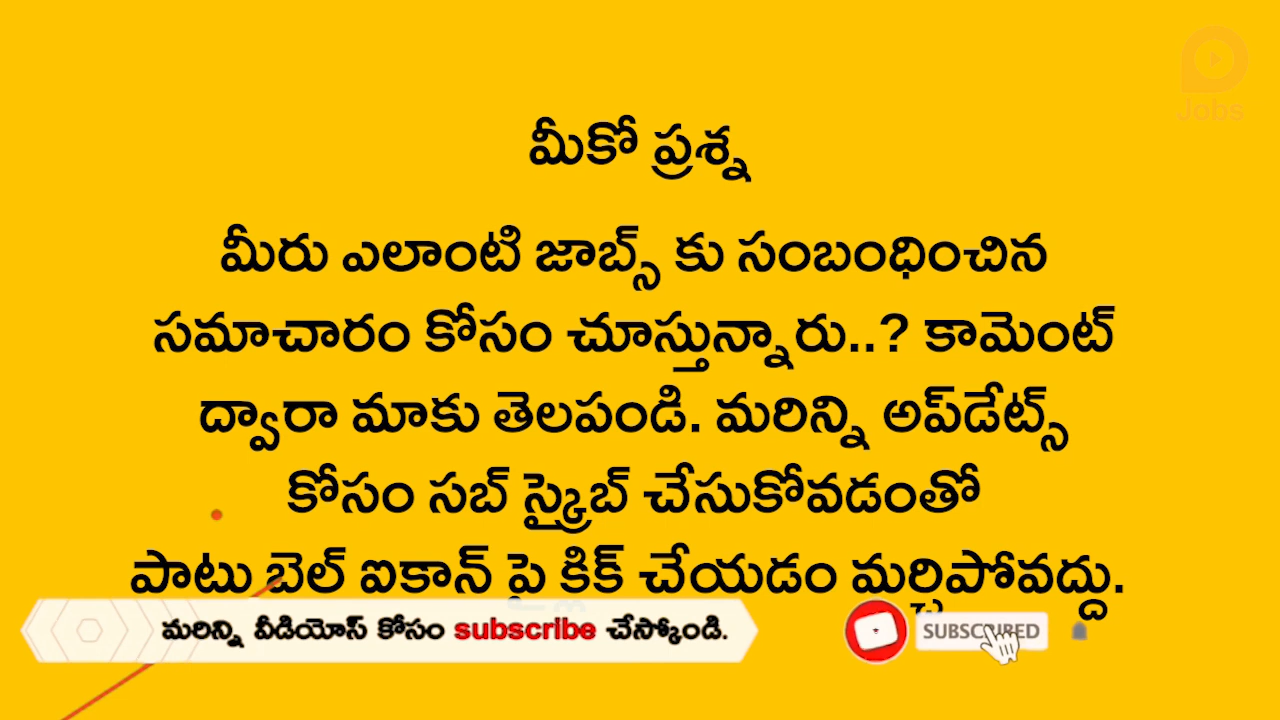 Jobs
మీకో ప్రశ్న
మీరు ఎలాంటి జాబ్స్ కు సంబంధించిన
సమాచారం కోసం చూస్తున్నారు..? కామెంట్
ద్వారా మాకు తెలపండి. మరిన్ని అప్‌డేట్స్
కోసం సబ్ స్క్రైబ్ చేసుకోవడంతో
పాటు బెల్ ఐకాన్ పై క్లిక్ చేయడం మర్చిపోవద్దు.
మరిన్ని వీడియోస్ కోసం subscribe చేస్కోండి.
SUBSCRIBED